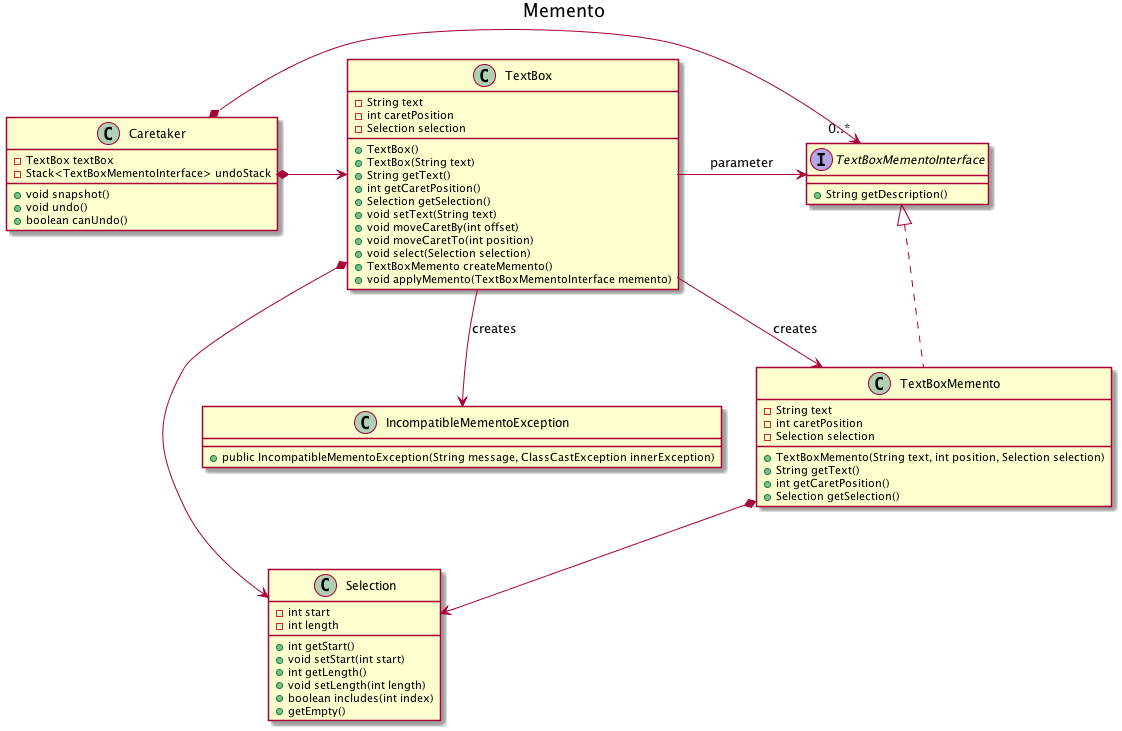 Memento
C Caretaker
TextBox textBox
Stack<TextBoxMementoInterface> undoStack
void snapshot()
void undo()
boolean canUndo()
C TextBox
String text
int caretPosition
Selection selection
TextBox()
TextBox(String text)
String getText()
int getCaretPosition()
Selection getSelection()
void setText(String text)
void moveCaretBy(int offset)
void moveCaretTo(int position)
void select(Selection selection)
TextBoxMemento createMemento()
void applyMemento(TextBoxMementoInterface memento)
parameter
0..*
I TextBoxMementoInterface
String getDescription()
creates
creates
C IncompatibleMementoException
public IncompatibleMementoException(String message, ClassCastException innerException)
C TextBoxMemento
String text
int caretPosition
Selection selection
TextBoxMemento(String text, int position, Selection selection)
String getText()
int getCaretPosition()
Selection getSelection()
C Selection
int start
int length
int getStart()
void setStart(int start)
int getLength()
void setLength(int length)
boolean includes(int index)
getEmpty()